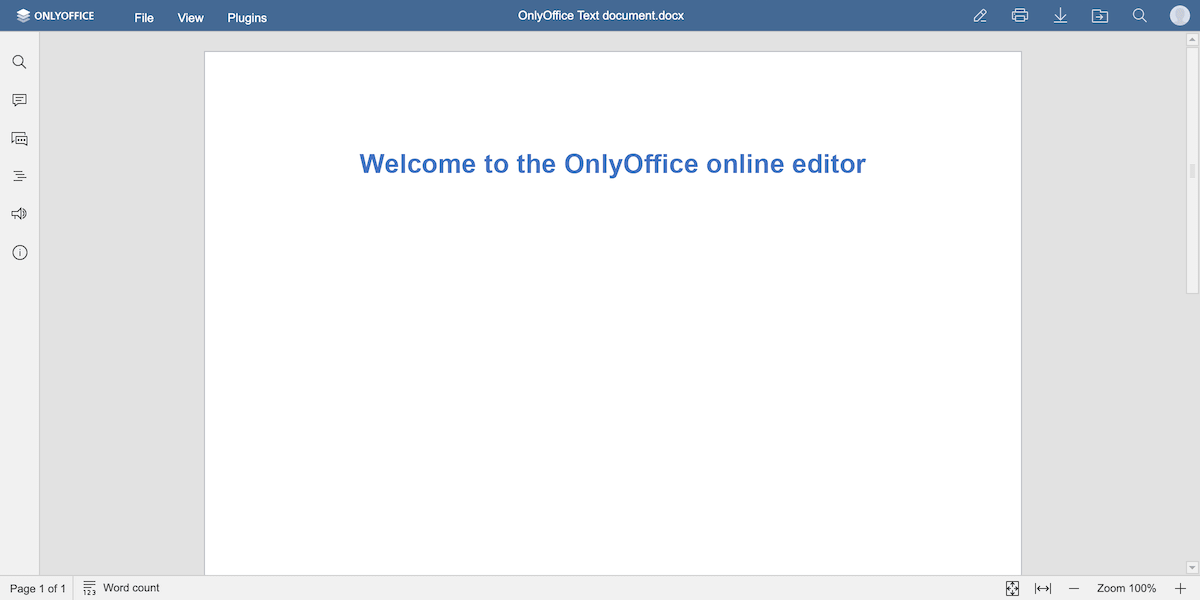 ONLYOFFICE File View Plugins OnlyOffice Text document.docx
Welcome to the OnlyOffice online editor
Page 1 of 1 123 Word count Zoom 100%